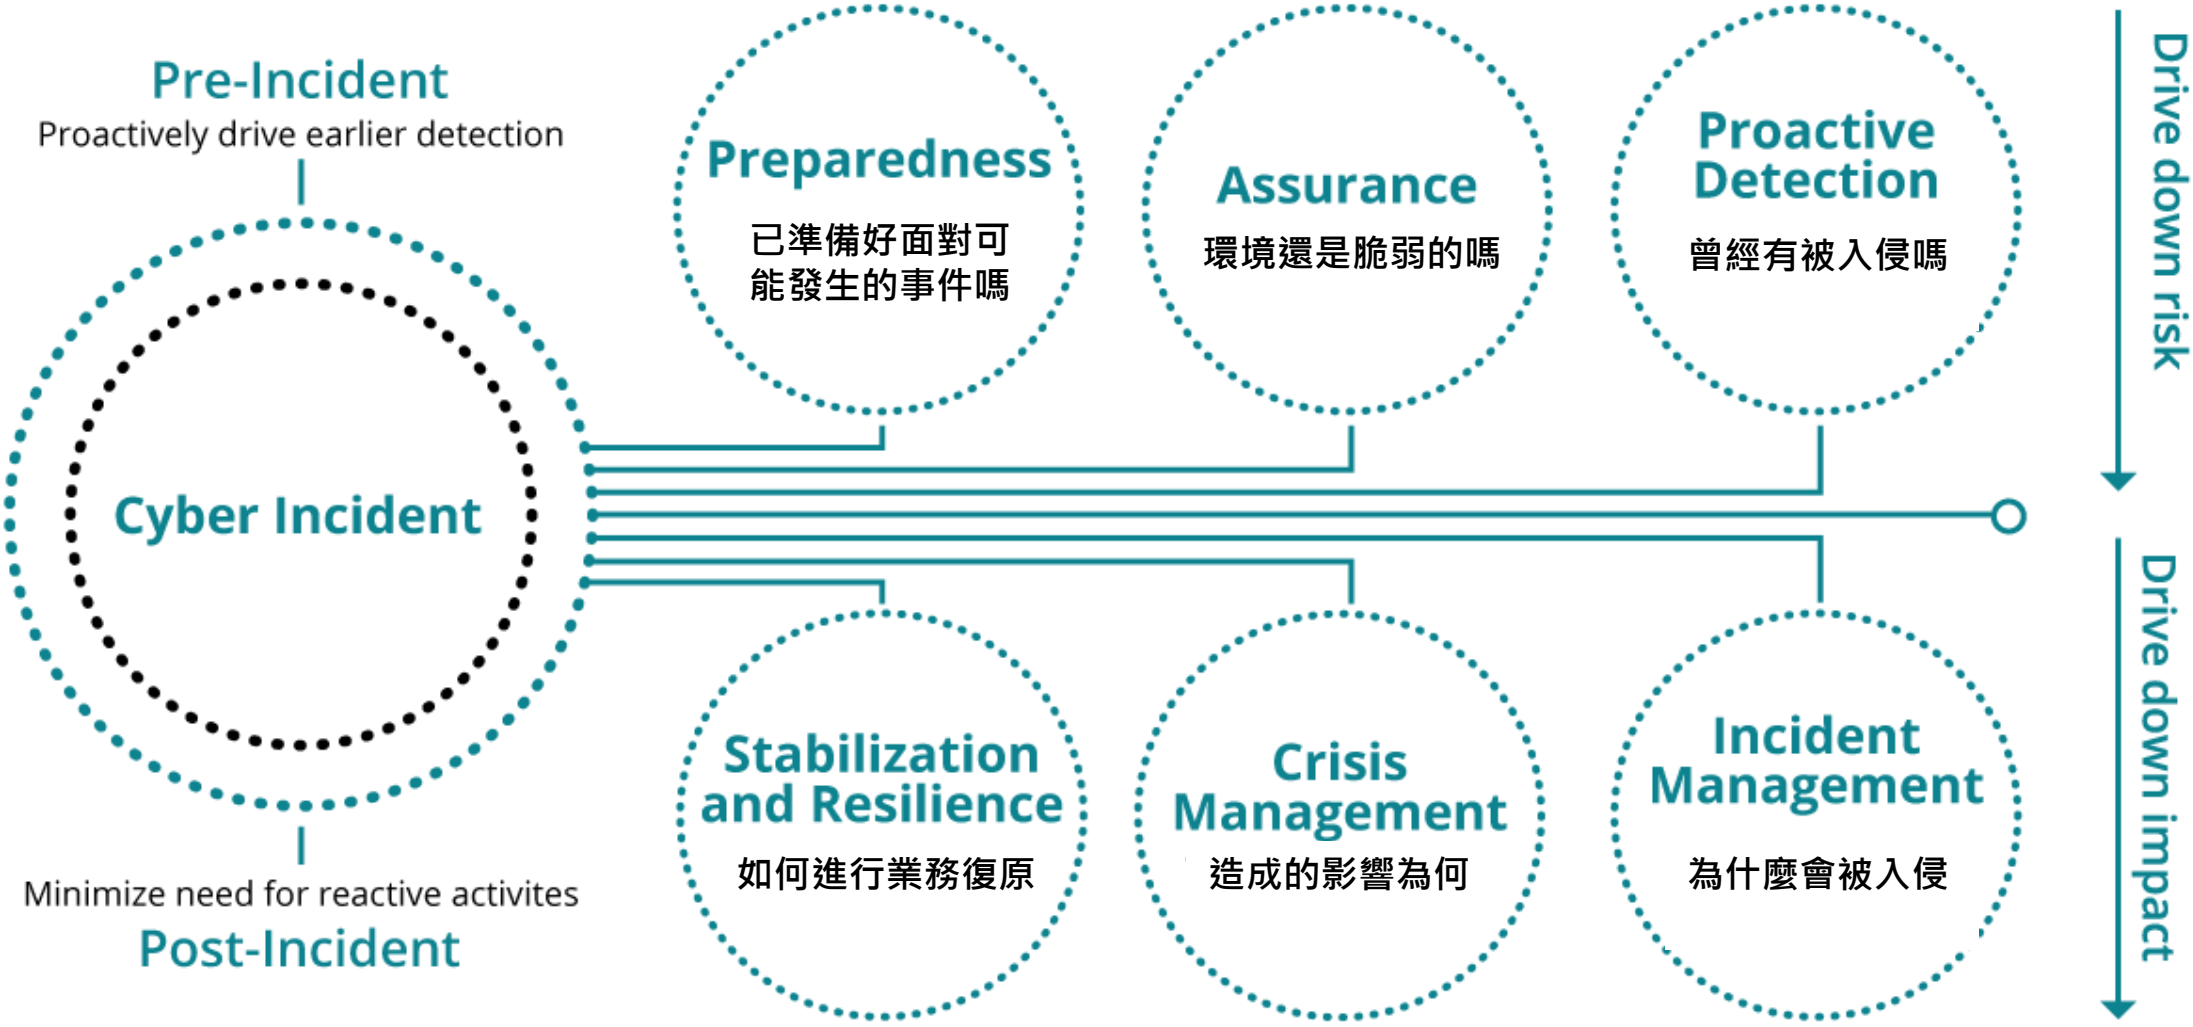 Pre-Incident
Proactively drive earlier detection
Cyber Incident
Minimize need for reactive activites
Post-Incident
Preparedness
已準備好面對可
能發生的事件嗎
Assurance
環境還是脆弱的嗎
Proactive
Detection
曾經有被入侵嗎
Stabilization
and Resilience
如何進行業務復原
Crisis
Management
造成的影響為何
Incident
Management
為什麼會被入侵
Drive down risk
Drive down impact